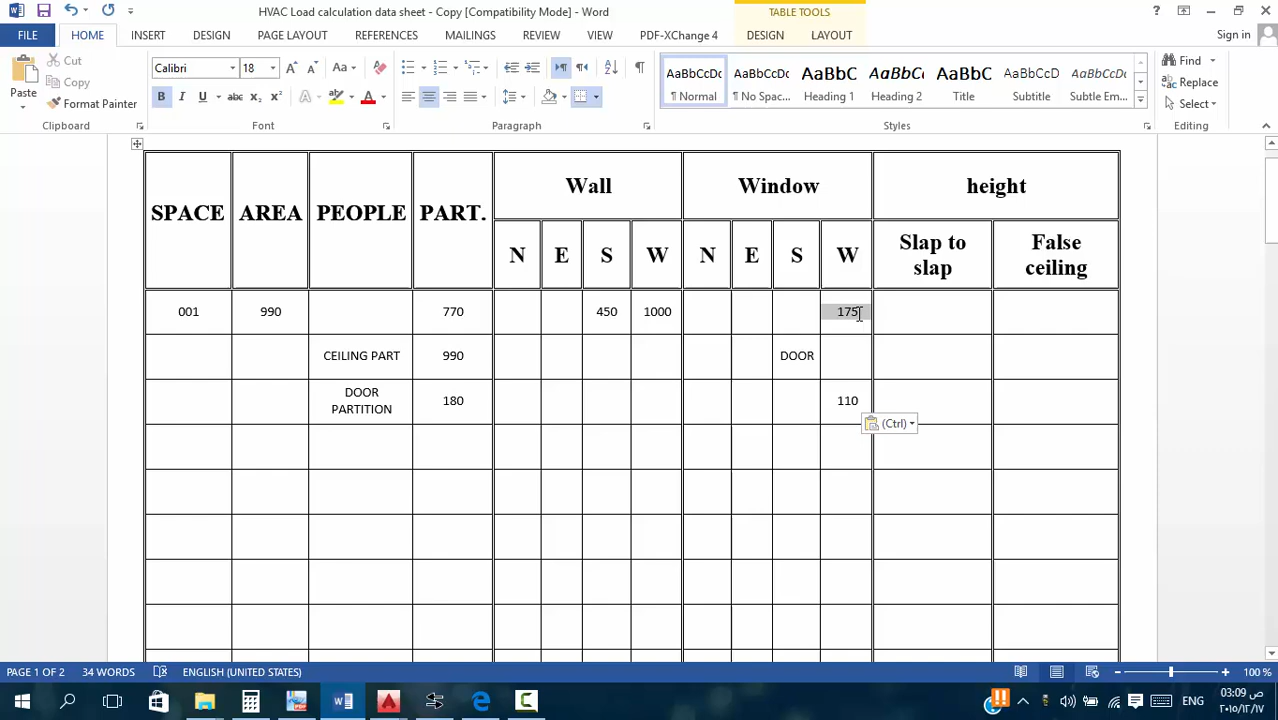 HVAC Load calculation data sheet - Copy [Compatibility Mode] - Word
TABLE TOOLS
?
FILE
HOME
INSERT
DESIGN
PAGE LAYOUT
REFERENCES
MAILINGS
REVIEW
VIEW
PDF-XChange 4
DESIGN
LAYOUT
Sign in
Paste
Cut
Copy
Format Painter
Clipboard
Calibri
18
Font
Paragraph
AaBbCcDc
¶ Normal
AaBbCcDc
¶ No Spac...
AaBbC
Heading 1
AaBbCc
Heading 2
AaBbC
Title
AaBbCcDc
Subtitle
AaBbCcDc
Subtle Em...
Styles
Find
Replace
Select
Editing
SPACE AREA PEOPLE PART. Wall Window height
N E S W N E S W Slap to slap False ceiling
001 990 770 450 1000 175
CEILING PART 990 DOOR
DOOR PARTITION 180 110
(Ctrl)
PAGE 1 OF 2
34 WORDS
ENGLISH (UNITED STATES)
100 %
ENG
03:09 ص
٢٠١٥/١٢/١٧